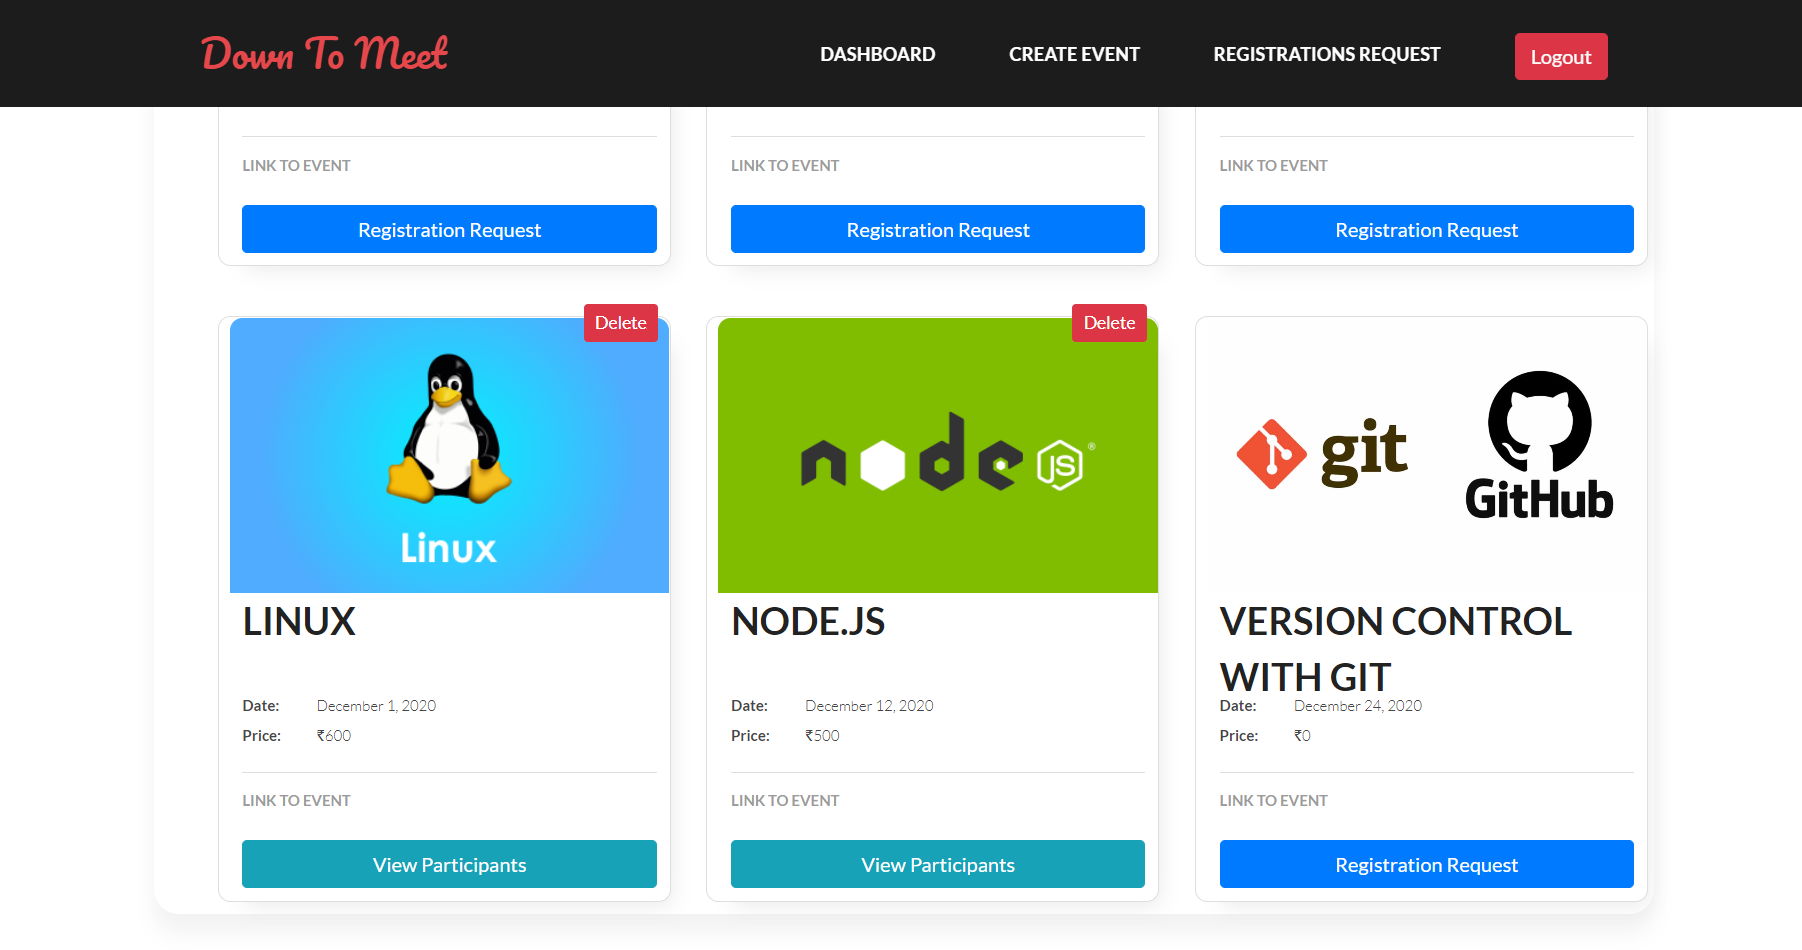 Down To Meet
DASHBOARD
CREATE EVENT
REGISTRATIONS REQUEST
Logout
LINK TO EVENT
LINK TO EVENT
LINK TO EVENT
Registration Request
Registration Request
Registration Request
Delete
Linux
LINUX
Date: December 1, 2020
Price: ₹600
LINK TO EVENT
View Participants
Delete
node JS ®
NODE.JS
Date: December 12, 2020
Price: ₹500
LINK TO EVENT
View Participants
git
GitHub
VERSION CONTROL
WITH GIT
Date: December 24, 2020
Price: ₹0
LINK TO EVENT
Registration Request